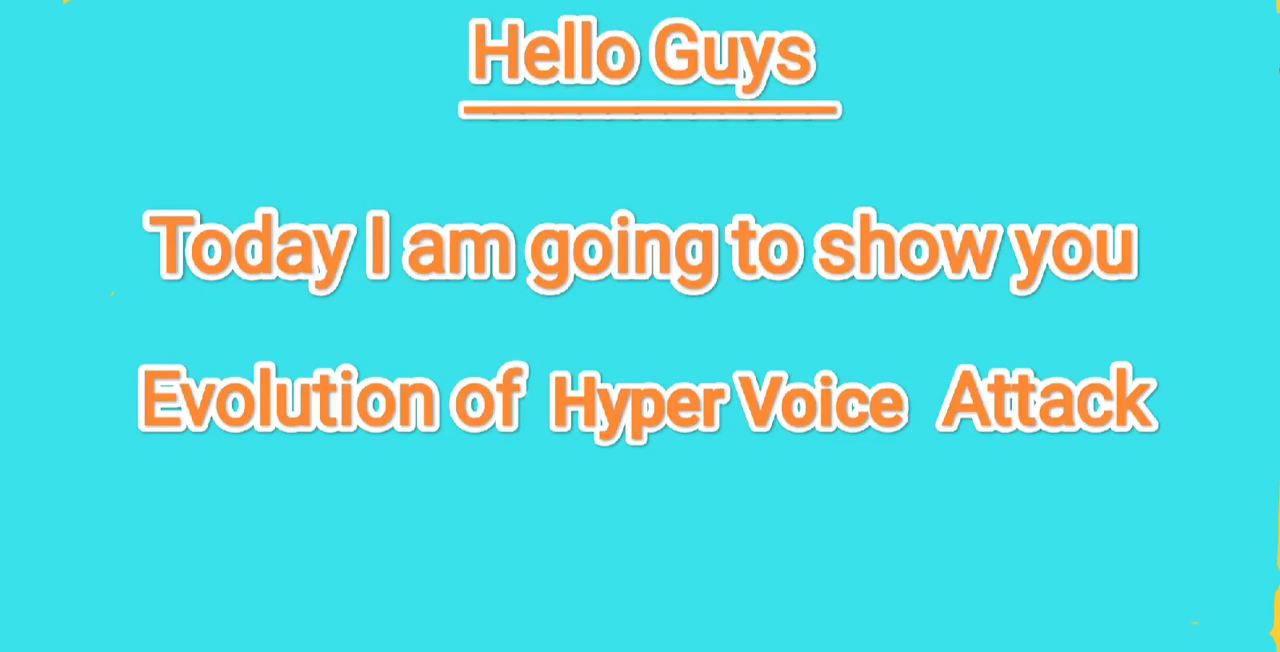 Hello Guys
Today I am going to show you
Evolution of Hyper Voice Attack